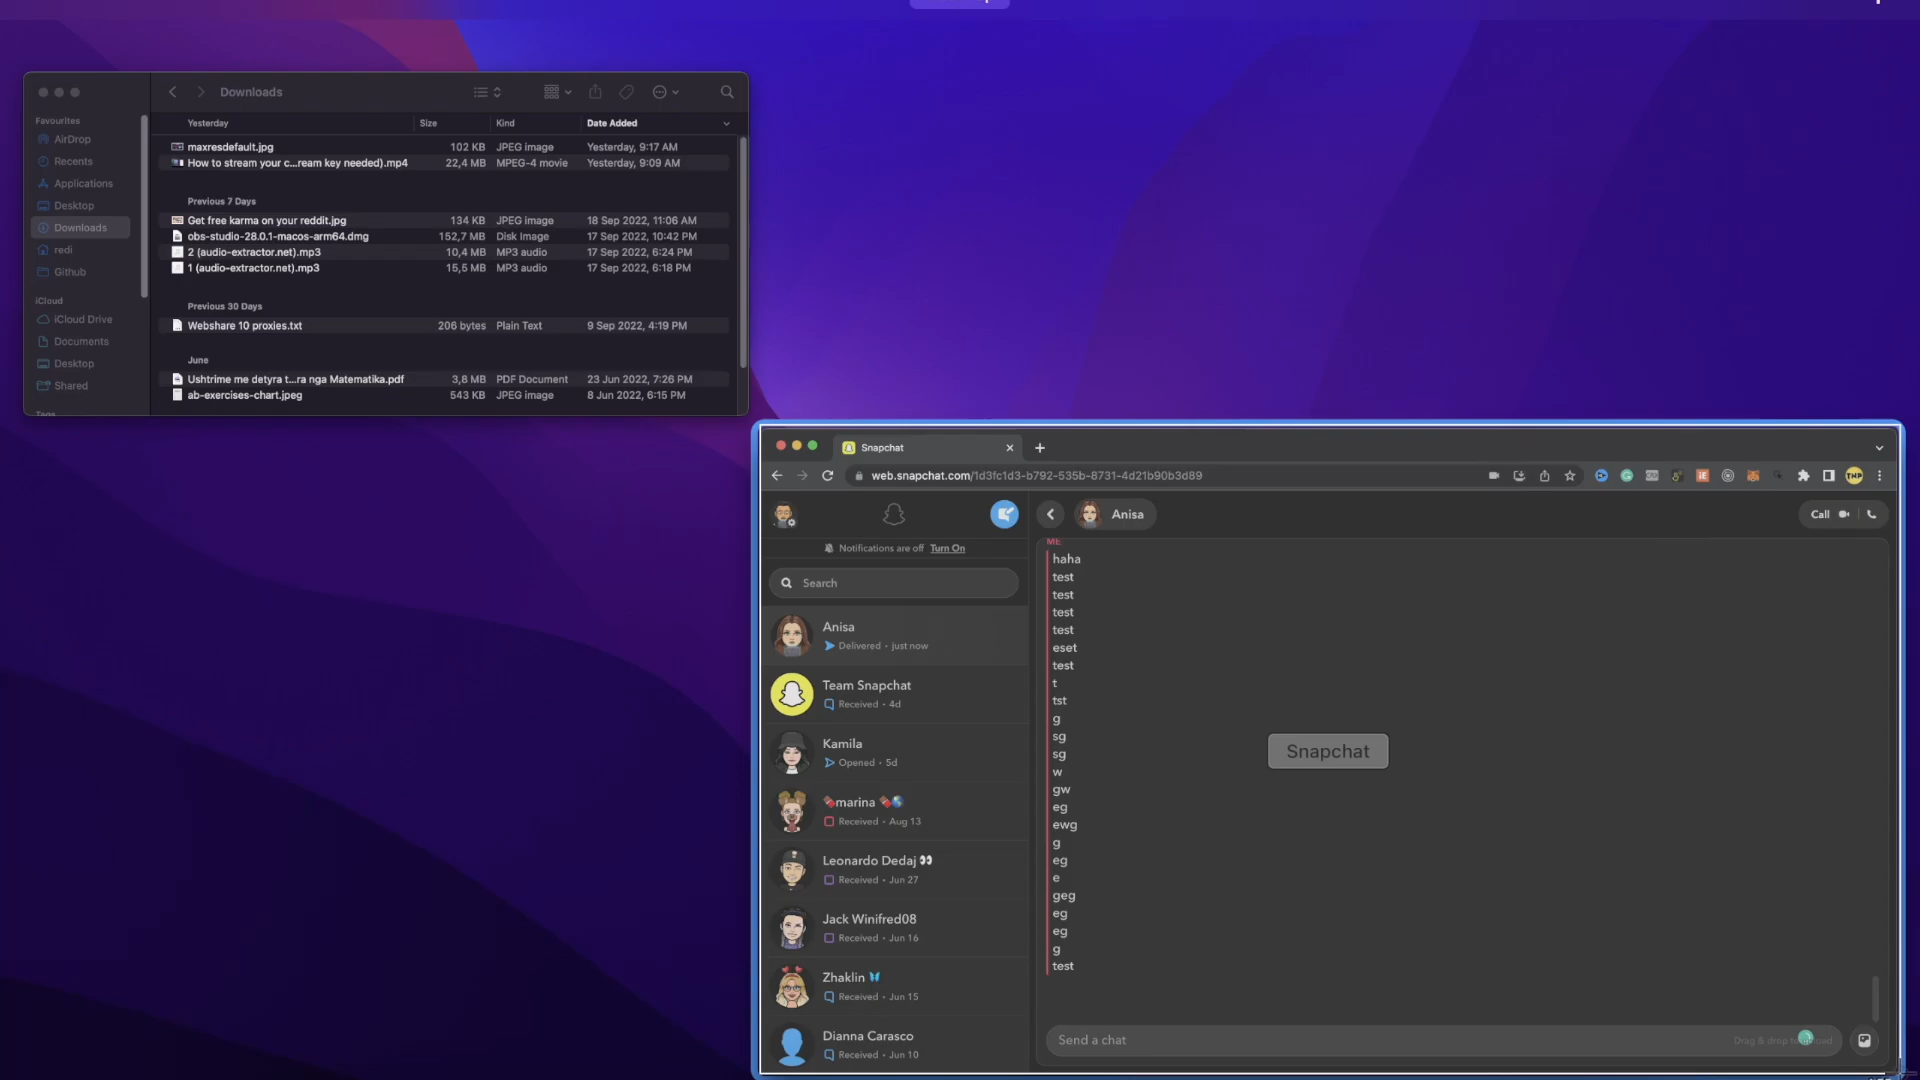 Downloads
Yesterday Size Kind Date Added
maxresdefault.jpg 102 KB JPEG image Yesterday, 9:17 AM
How to stream your c...ream key needed).mp4 22,4 MB MPEG-4 movie Yesterday, 9:09 AM
Previous 7 Days
Get free karma on your reddit.jpg 134 KB JPEG image 18 Sep 2022, 11:06 AM
obs-studio-28.0.1-macos-arm64.dmg 152,7 MB Disk Image 17 Sep 2022, 10:42 PM
2 (audio-extractor.net).mp3 10,4 MB MP3 audio 17 Sep 2022, 6:24 PM
1 (audio-extractor.net).mp3 15,5 MB MP3 audio 17 Sep 2022, 6:18 PM
Previous 30 Days
Webshare 10 proxies.txt 206 bytes Plain Text 9 Sep 2022, 4:19 PM
June
Ushtrime me detyra t...ra nga Matematika.pdf 3,8 MB PDF Document 23 Jun 2022, 7:26 PM
ab-exercises-chart.jpeg 543 KB JPEG image 8 Jun 2022, 6:15 PM
Favourites
AirDrop
Recents
Applications
Desktop
Downloads
redi
Github
iCloud
iCloud Drive
Documents
Desktop
Shared
Tags
Snapchat
web.snapchat.com/1d3fc1d3-b792-535b-8731-4d21b90b3d89
Notifications are off Turn On
Search
Anisa
Delivered • just now
Team Snapchat
Received • 4d
Kamila
Opened • 5d
marina
Received • Aug 13
Leonardo Dedaj
Received • Jun 27
Jack Winifred08
Received • Jun 16
Zhaklin
Received • Jun 15
Dianna Carasco
Received • Jun 10
Anisa
Call
ME
haha
test
test
test
test
eset
test
t
tst
g
sg
sg
w
gw
eg
ewg
g
eg
e
geg
eg
eg
g
test
Snapchat
Send a chat
Drag & drop